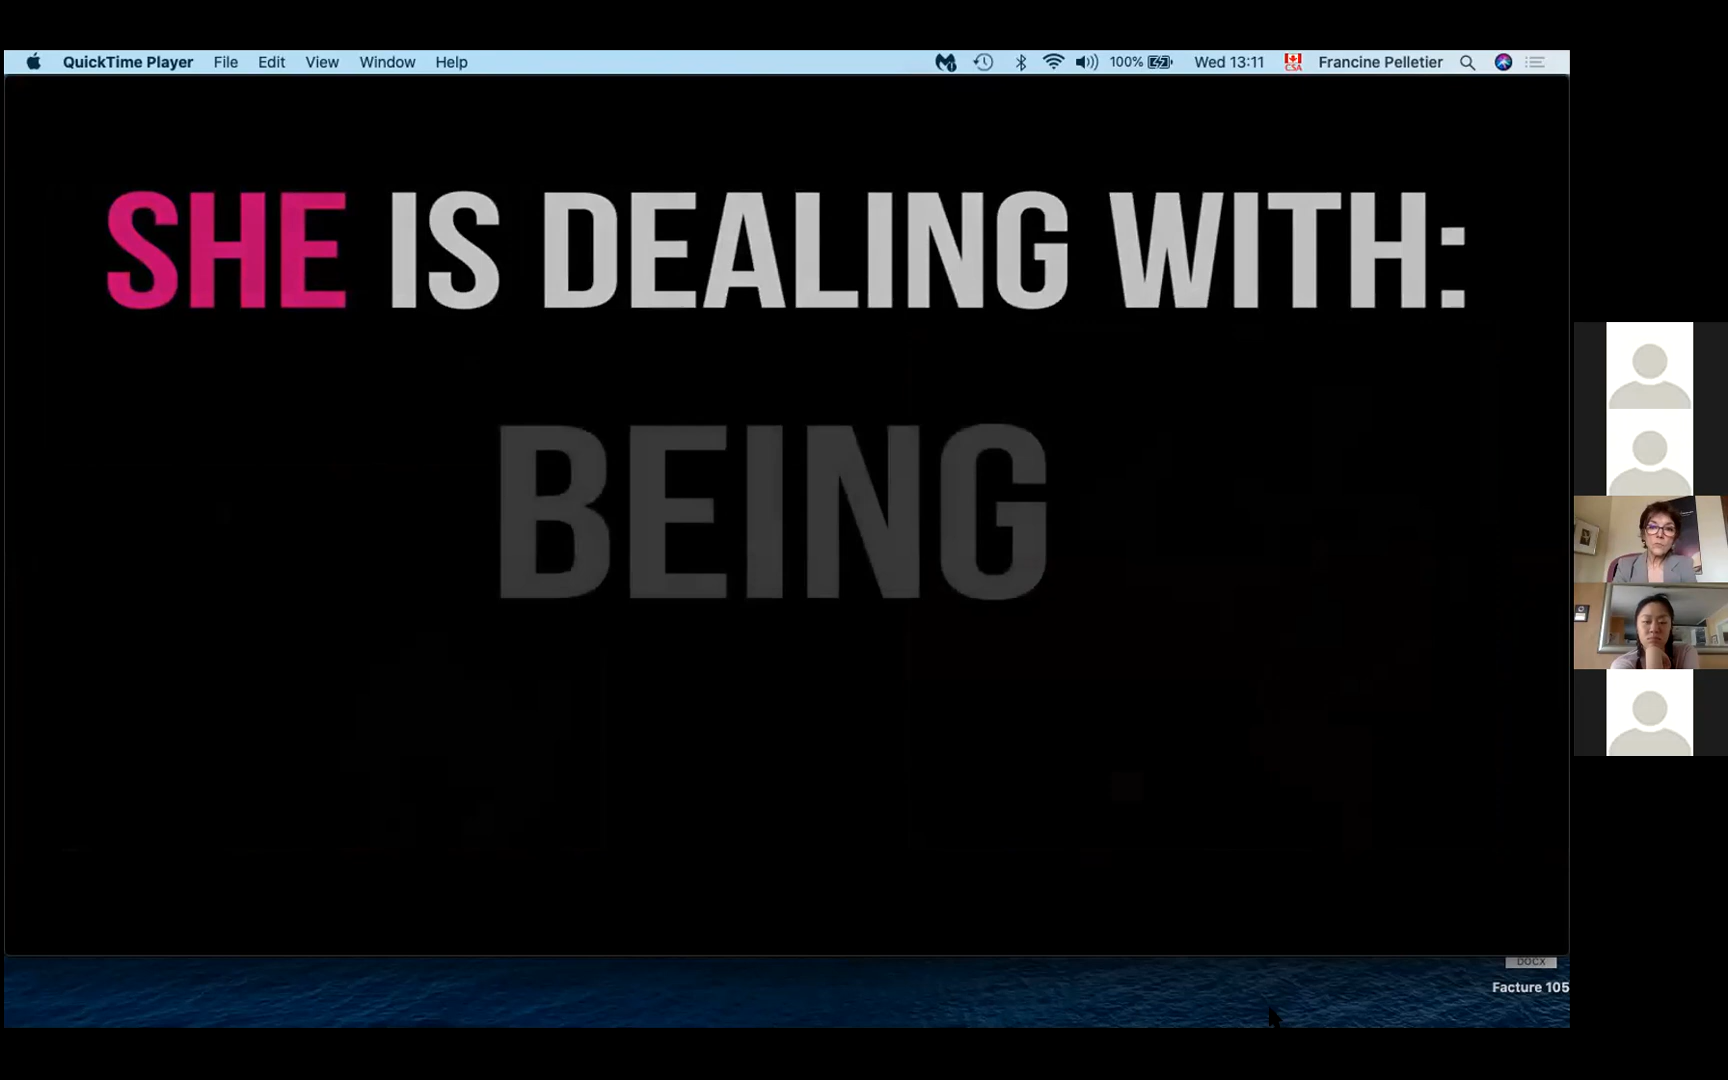 QuickTime Player File Edit View Window Help 100% Wed 13:11 CSA Francine Pelletier
SHE IS DEALING WITH:
BEING
DOCX
Facture 105